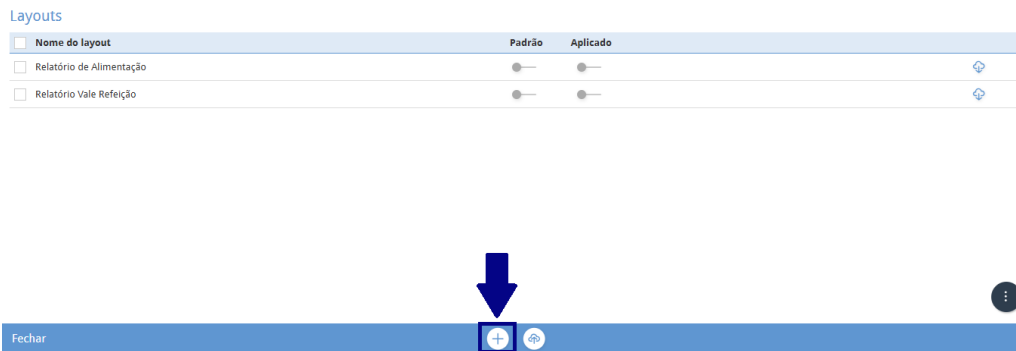 Layouts
Nome do layout Padrão Aplicado
Relatório de Alimentação
Relatório Vale Refeição
Fechar